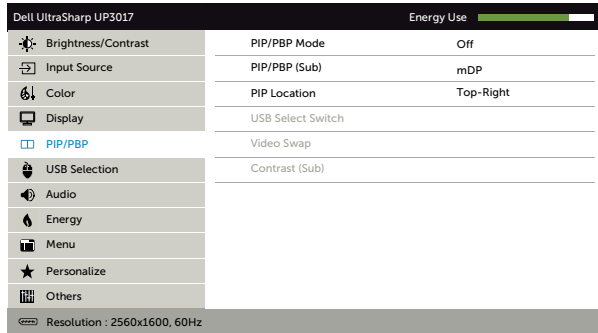 Dell UltraSharp UP3017 Energy Use
Brightness/Contrast PIP/PBP Mode Off
Input Source PIP/PBP (Sub) mDP
Color PIP Location Top-Right
Display USB Select Switch
PIP/PBP Video Swap
USB Selection Contrast (Sub)
Audio
Energy
Menu
Personalize
Others
Resolution : 2560x1600, 60Hz